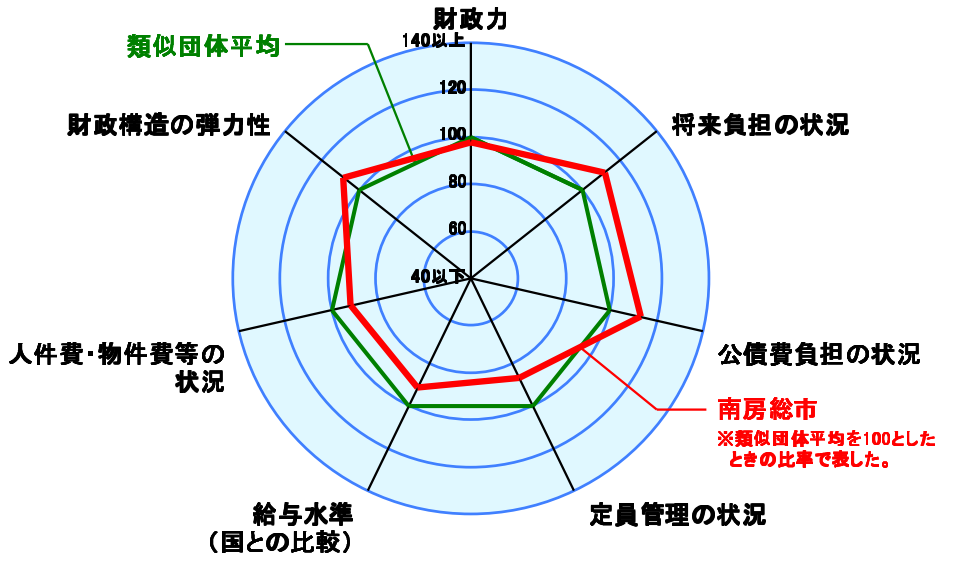 財政力
類似団体平均
140以上
120
100
80
60
40以下
財政構造の弾力性
将来負担の状況
人件費・物件費等の
状況
公債費負担の状況
南房総市
※類似団体平均を100とした
ときの比率で表した。
給与水準
（国との比較）
定員管理の状況